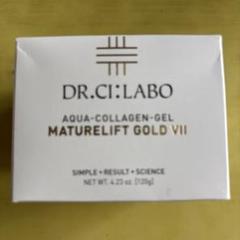 DR.CI:LABO
AQUA-COLLAGEN-GEL
MATURELIFT GOLD VII
SIMPLE + RESULT + SCIENCE
NET WT. 4.23 oz. [120g]